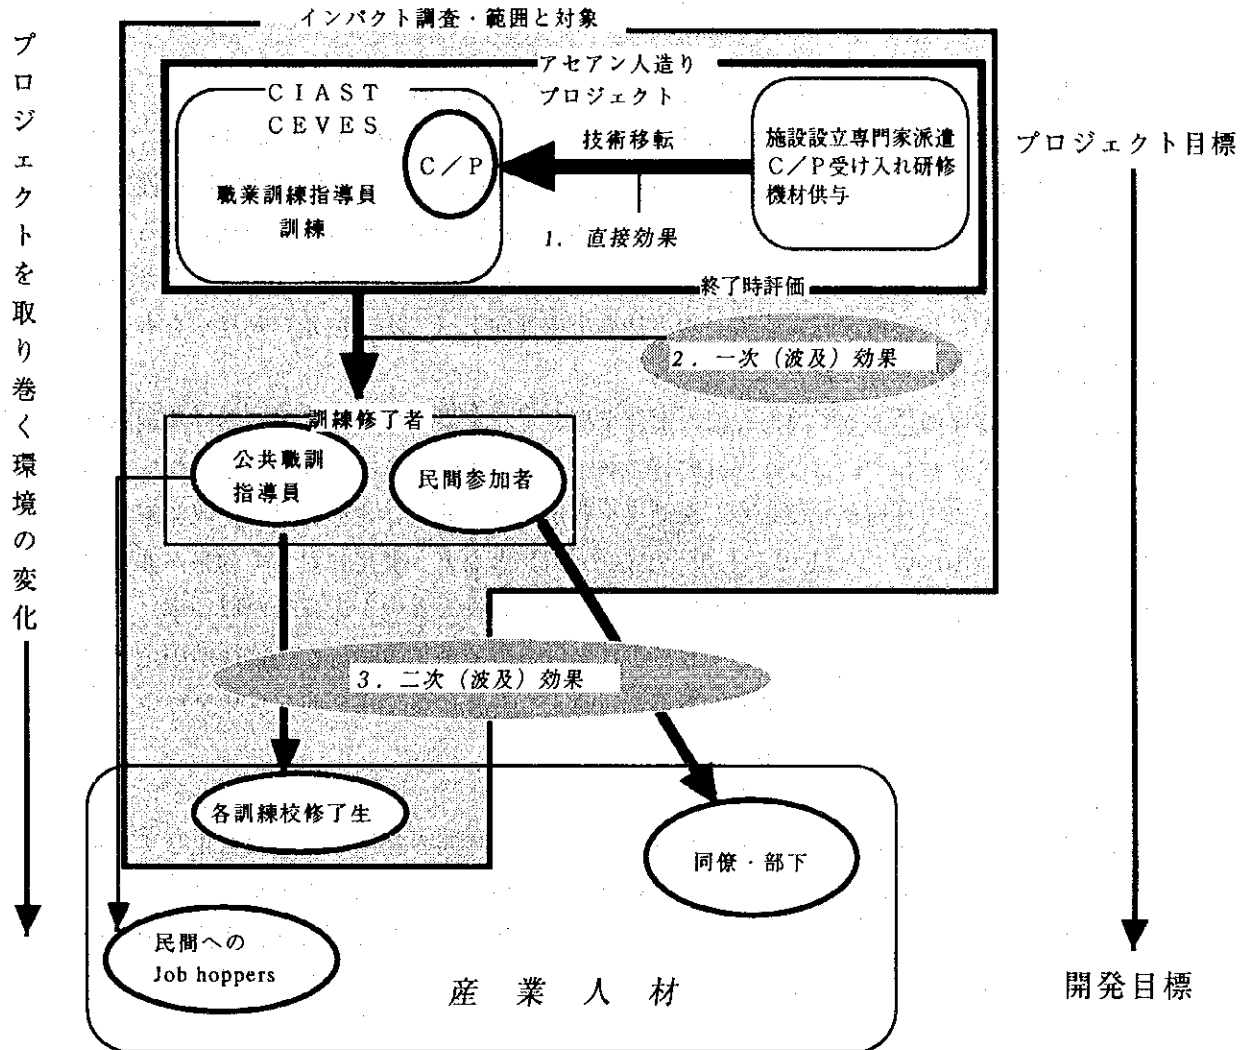 インパクト調査・範囲と対象
プロジェクトを取り巻く環境の変化
アセアン人造り
プロジェクト
CIAST
CEVES
C/P
職業訓練指導員
訓練
技術移転
1. 直接効果
施設設立専門家派遣
C/P受け入れ研修
機材供与
プロジェクト目標
終了時評価
2. 一次(波及)効果
訓練修了者
公共職訓
指導員
民間参加者
3. 二次(波及)効果
各訓練校修了生
同僚・部下
民間への
Job hoppers
産業人材
開発目標